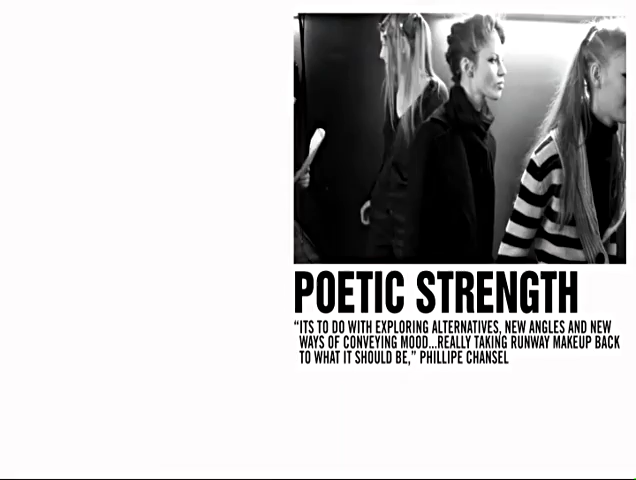 POETIC STRENGTH
“ITS TO DO WITH EXPLORING ALTERNATIVES, NEW ANGLES AND NEW
WAYS OF CONVEYING MOOD...REALLY TAKING RUNWAY MAKEUP BACK
TO WHAT IT SHOULD BE,” PHILLIPE CHANSEL